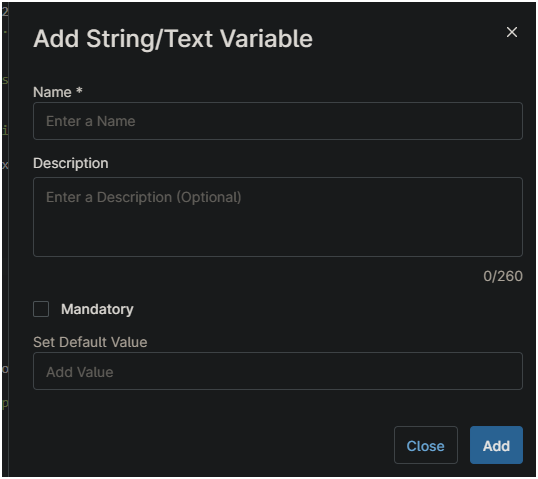 Add String/Text Variable
Name *
Enter a Name
Description
Enter a Description (Optional)
0/260
Mandatory
Set Default Value
Add Value
Close
Add